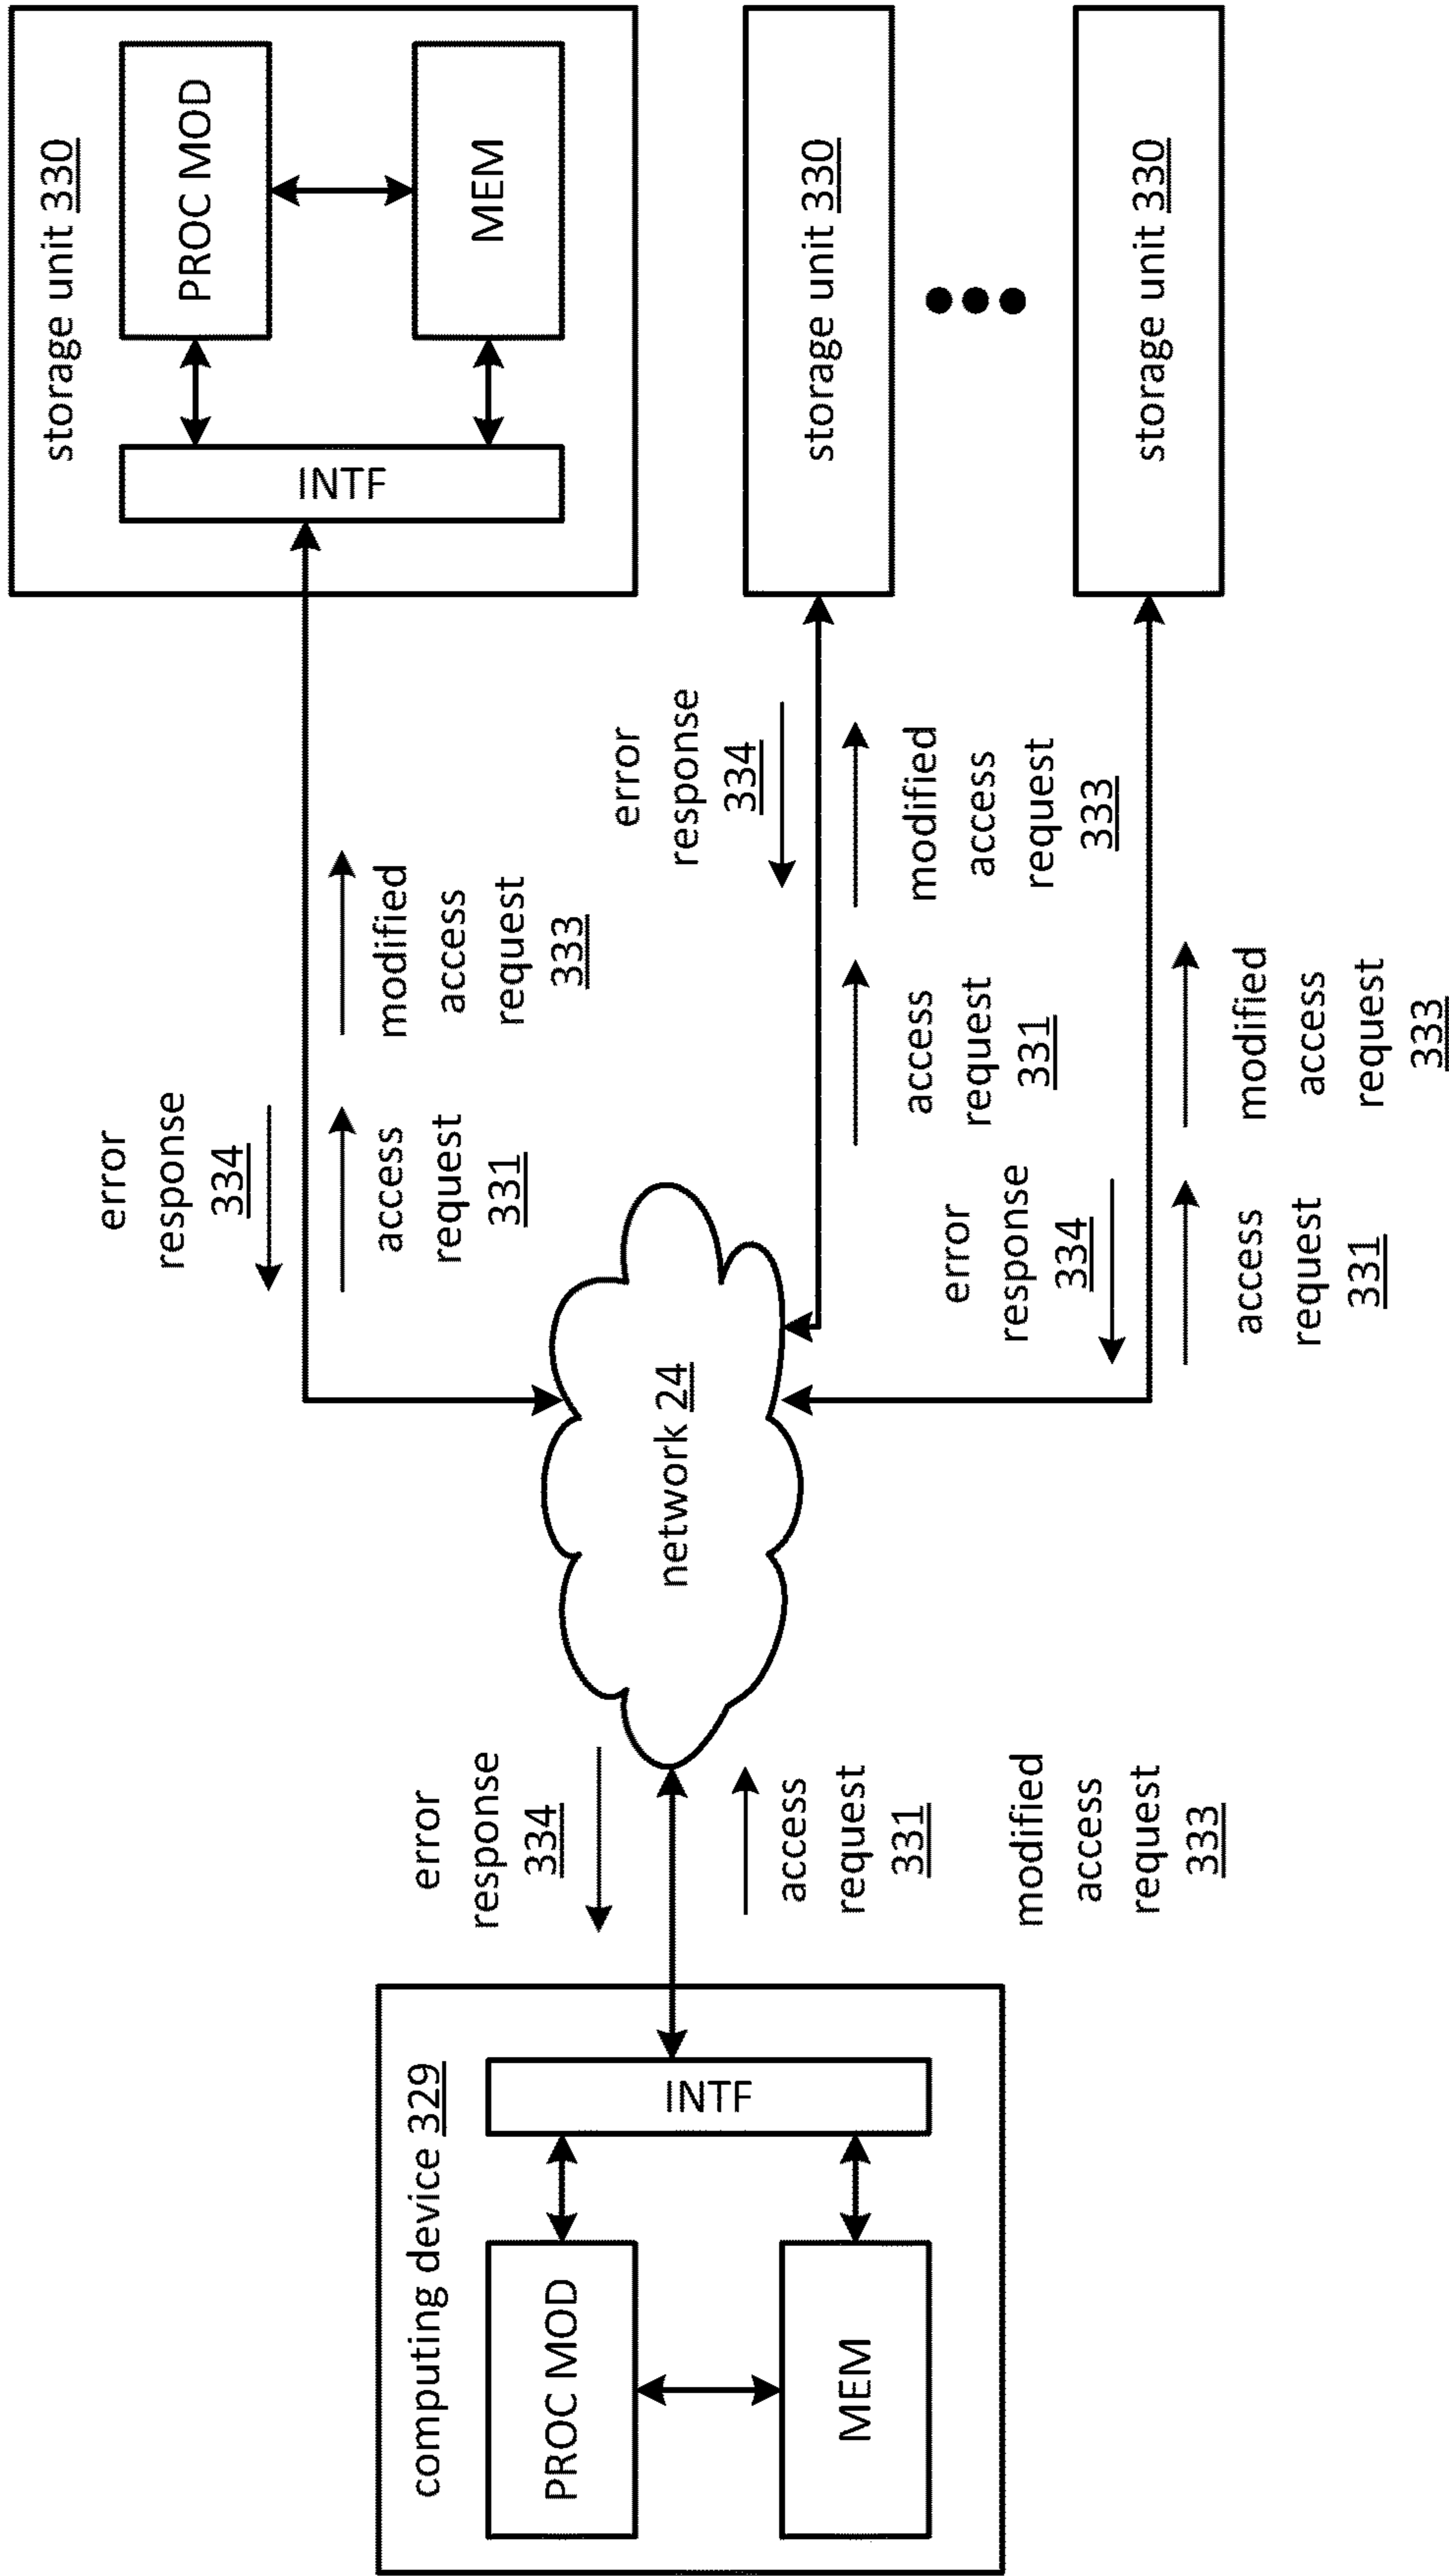 computing device 329
PROC MOD
MEM
INTF
error
response
334
access
request
331
modified
access
request
333
network 24
error
response
334
access
request
331
modified
access
request
333
storage unit 330
INTF
PROC MOD
MEM
error
response
334
access
request
331
modified
access
request
333
storage unit 330
error
response
334
access
request
331
modified
access
request
333
storage unit 330